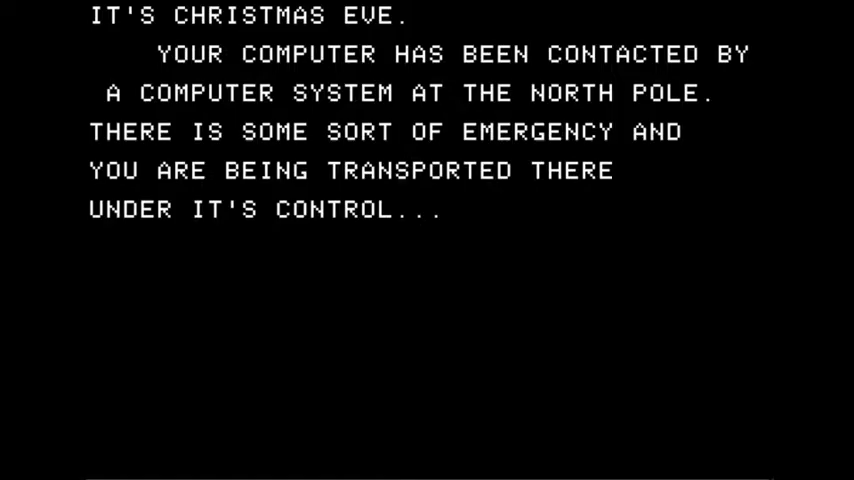 IT'S CHRISTMAS EVE.
YOUR COMPUTER HAS BEEN CONTACTED BY
A COMPUTER SYSTEM AT THE NORTH POLE.
THERE IS SOME SORT OF EMERGENCY AND
YOU ARE BEING TRANSPORTED THERE
UNDER IT'S CONTROL...